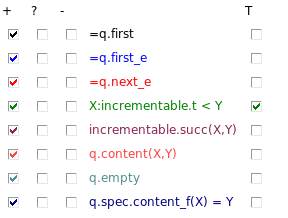 + ? - T
=q.first
=q.first_e
=q.next_e
X:incrementable.t < Y
incrementable.succ(X,Y)
q.content(X,Y)
q.empty
q.spec.content_f(X) = Y